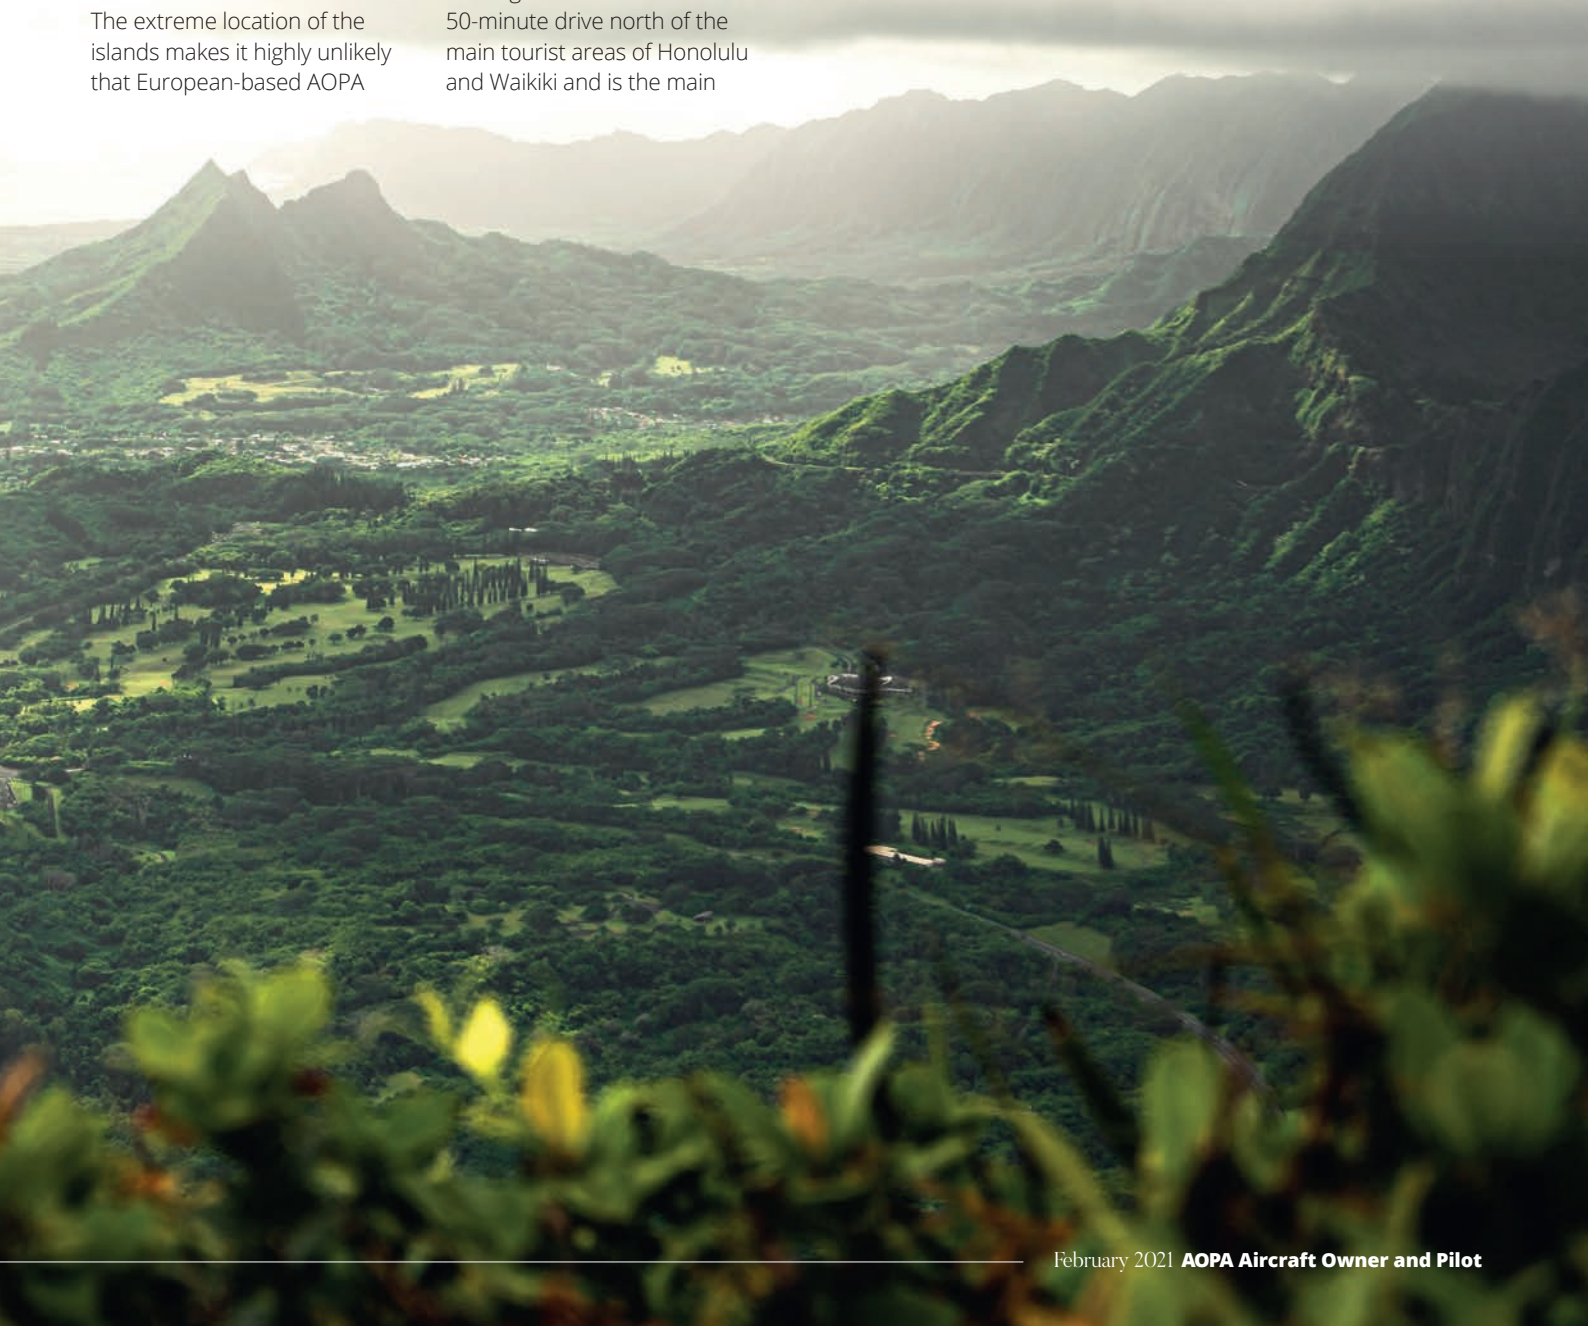 The extreme location of the
islands makes it highly unlikely
that European-based AOPA
50-minute drive north of the
main tourist areas of Honolulu
and Waikiki and is the main
February 2021 AOPA Aircraft Owner and Pilot